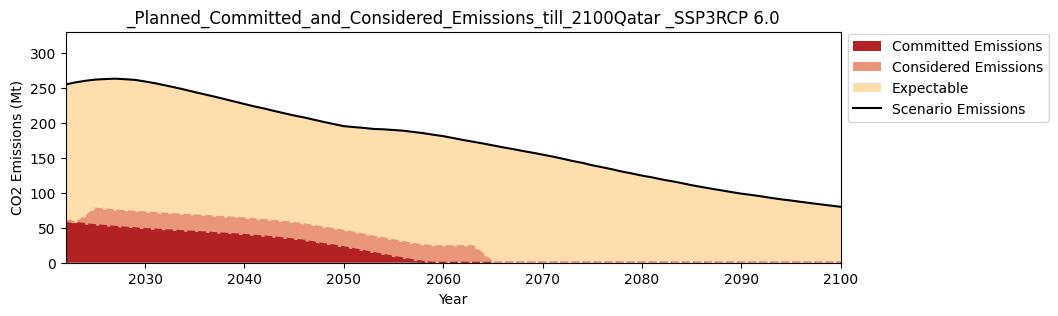 _Planned_Committed_and_Considered_Emissions_till_2100Qatar _SSP3RCP 6.0
CO2 Emissions (Mt)
300
250
200
150
100
50
0
2030
2040
2050
2060
2070
2080
2090
2100
Year
Committed Emissions
Considered Emissions
Expectable
Scenario Emissions